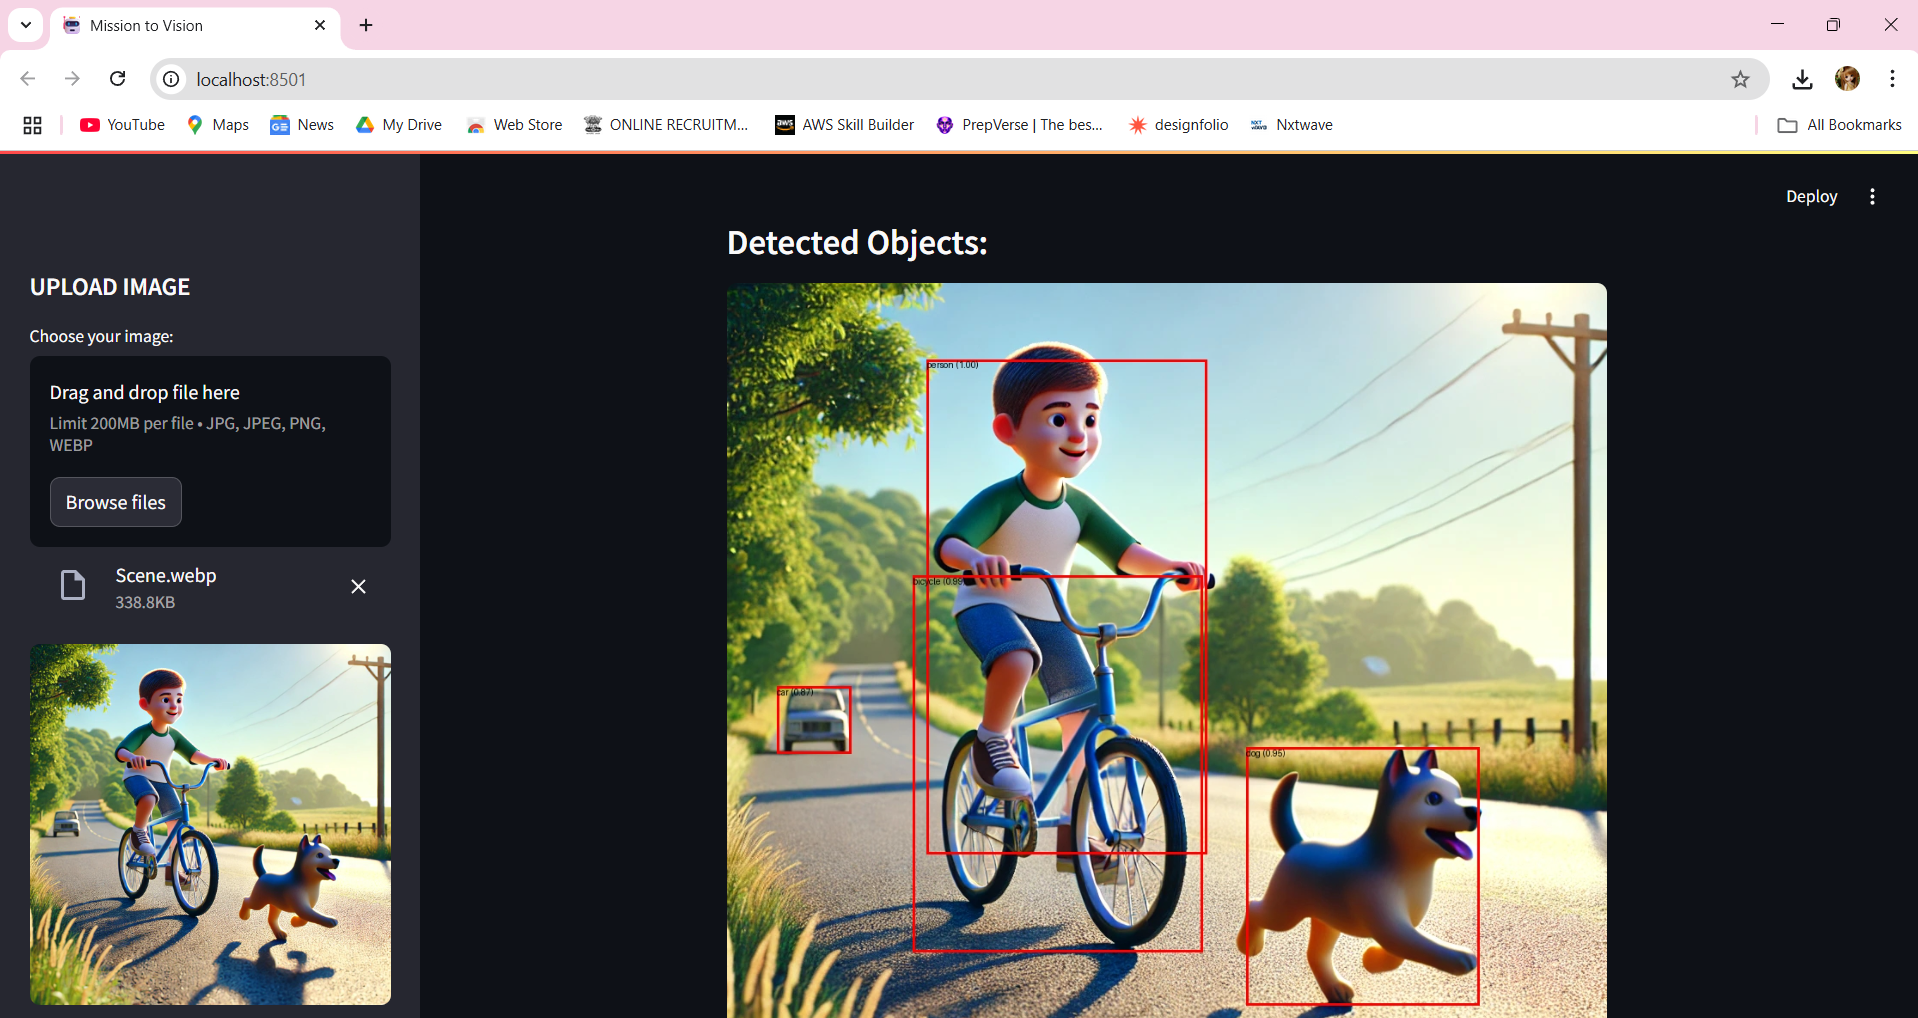 Mission to Vision
localhost:8501
YouTube
Maps
News
My Drive
Web Store
ONLINE RECRUITM...
AWS Skill Builder
PrepVerse | The bes...
designfolio
Nxtwave
All Bookmarks
Deploy
UPLOAD IMAGE
Choose your image:
Drag and drop file here
Limit 200MB per file • JPG, JPEG, PNG,
WEBP
Browse files
Scene.webp
338.8KB
Detected Objects:
person (1.00)
bicycle (0.99
car (0.87)
dog (0.95)